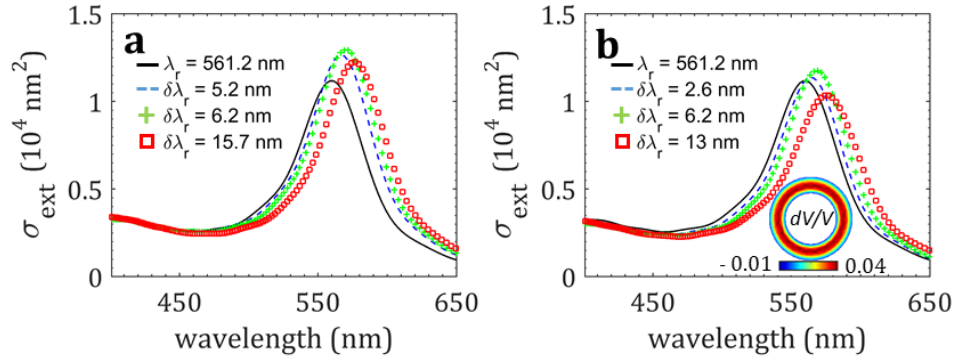 a
λr = 561.2 nm
δλr = 5.2 nm
δλr = 6.2 nm
δλr = 15.7 nm
σext (10⁴ nm²)
1.5
1
0.5
0
450
550
650
wavelength (nm)
b
λr = 561.2 nm
δλr = 2.6 nm
δλr = 6.2 nm
δλr = 13 nm
dV/V
- 0.01
0.04
σext (10⁴ nm²)
1.5
1
0.5
0
450
550
650
wavelength (nm)